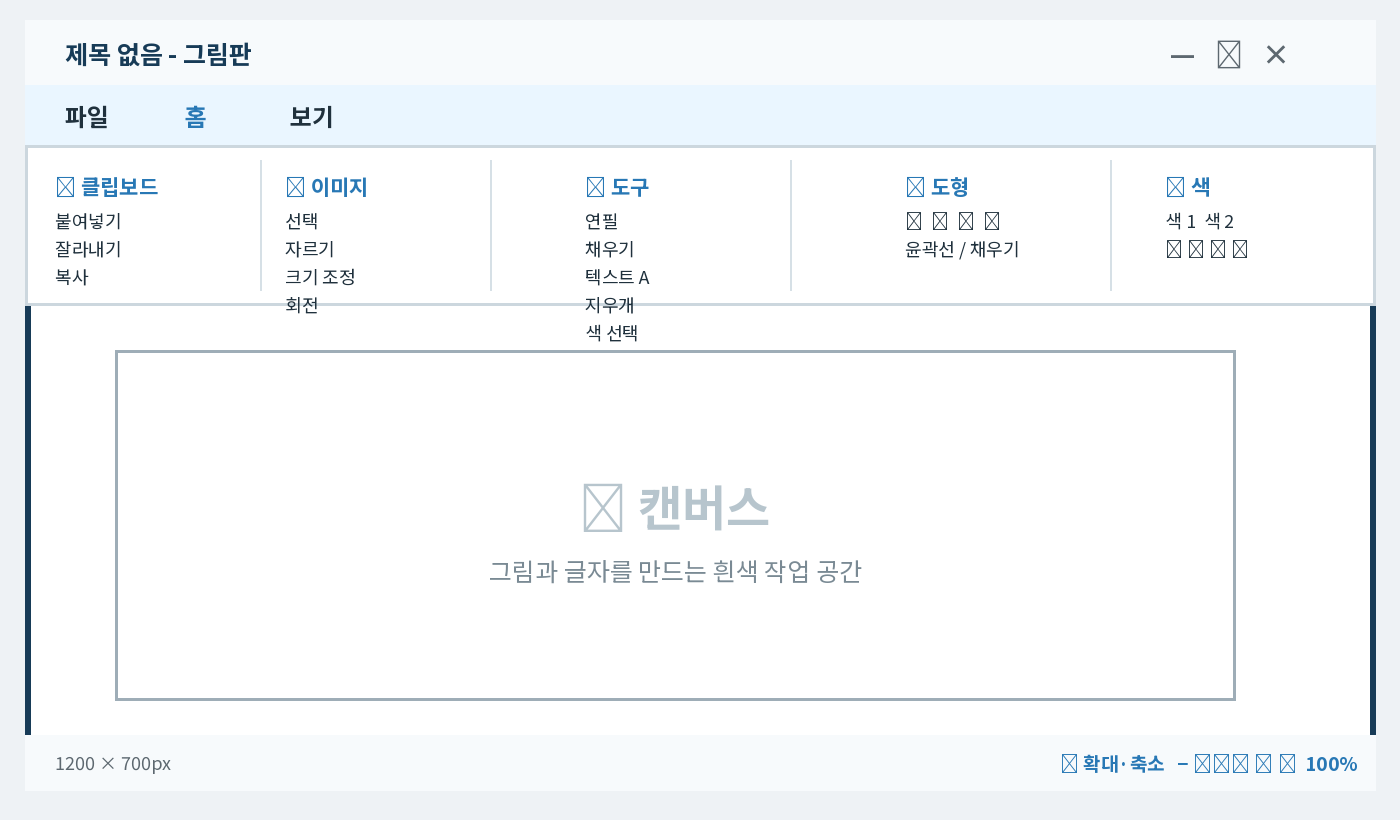 제목 없음 - 그림판
파일 홈 보기
클립보드
붙여넣기
잘라내기
복사
이미지
선택
자르기
크기 조정
회전
도구
연필
채우기
텍스트 A
지우개
색 선택
도형
윤곽선 / 채우기
색
색 1 색 2
캔버스
그림과 글자를 만드는 흰색 작업 공간
1200 × 700px
확대·축소 − 100%